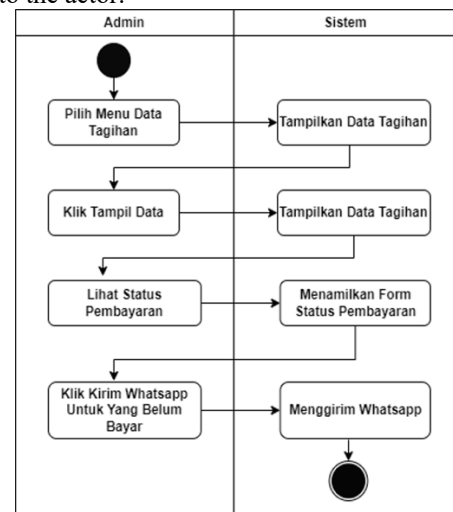 to the actor.
Admin
Sistem
Pilih Menu Data
Tagihan
Tampilkan Data Tagihan
Klik Tampil Data
Tampilkan Data Tagihan
Lihat Status
Pembayaran
Menamilkan Form
Status Pembayaran
Klik Kirim Whatsapp
Untuk Yang Belum
Bayar
Menggirim Whatsapp